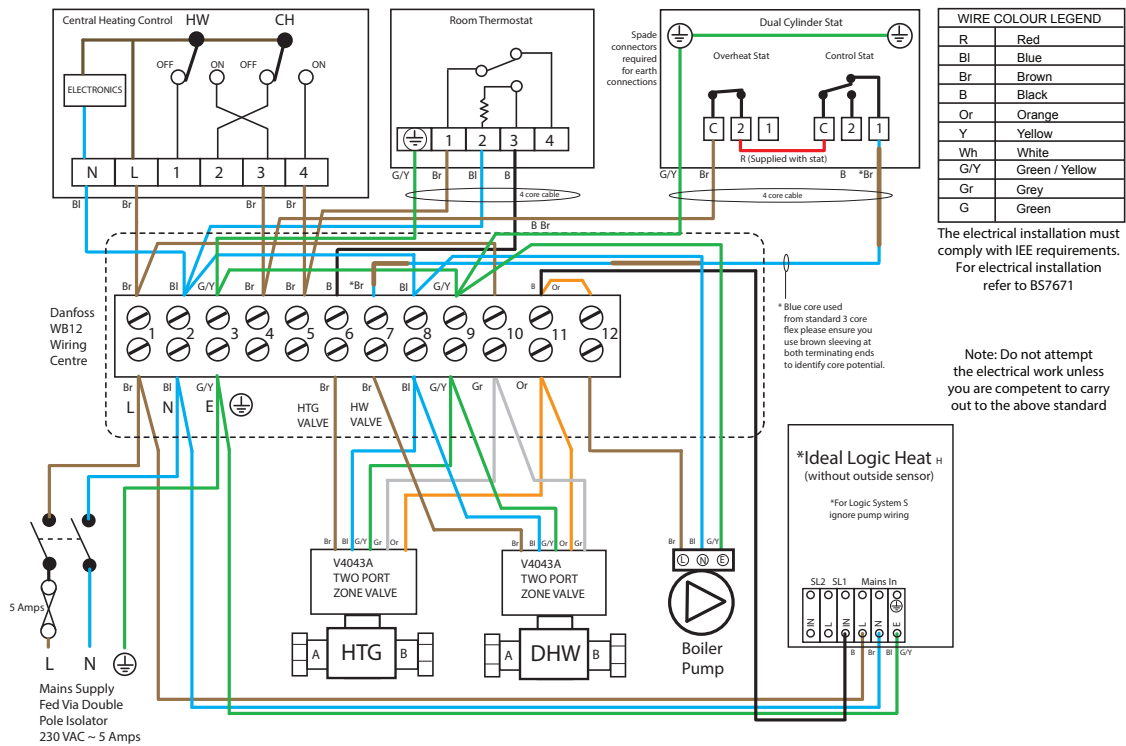 Central Heating Control
HW
CH
OFF
ON
OFF
ON
ELECTRONICS
N L 1 2 3 4
Bl Br Br Br
Room Thermostat
1 2 3 4
G/Y Br Bl B
4 core cable
Spade
connectors
required
for earth
connections
Dual Cylinder Stat
Overheat Stat
Control Stat
C 2 1
C 2 1
R (Supplied with stat)
G/Y Br B *Br
4 core cable
B Br
WIRE COLOUR LEGEND
R Red
Bl Blue
Br Brown
B Black
Or Orange
Y Yellow
Wh White
G/Y Green / Yellow
Gr Grey
G Green
The electrical installation must
comply with IEE requirements.
For electrical installation
refer to BS7671
Note: Do not attempt
the electrical work unless
you are competent to carry
out to the above standard
* Blue core used
from standard 3 core
flex please ensure you
use brown sleeving at
both terminating ends
to identify core potential.
Br Bl G/Y Br Br B *Br Bl G/Y B Or
Danfoss
WB12
Wiring
Centre
1 2 3 4 5 6 7 8 9 10 11 12
Br Bl G/Y Br Br Bl G/Y Gr Or
L N E
HTG
VALVE
HW
VALVE
5 Amps
L N
Mains Supply
Fed Via Double
Pole Isolator
230 VAC ~ 5 Amps
Br Bl G/Y Gr Or
V4043A
TWO PORT
ZONE VALVE
A HTG B
Br Bl G/Y Or Gr
V4043A
TWO PORT
ZONE VALVE
A DHW B
Br Bl G/Y
L N E
Boiler
Pump
*Ideal Logic Heat H
(without outside sensor)
*For Logic System S
ignore pump wiring
SL2 SL1 Mains In
IN L IN L N E
B Br Bl G/Y